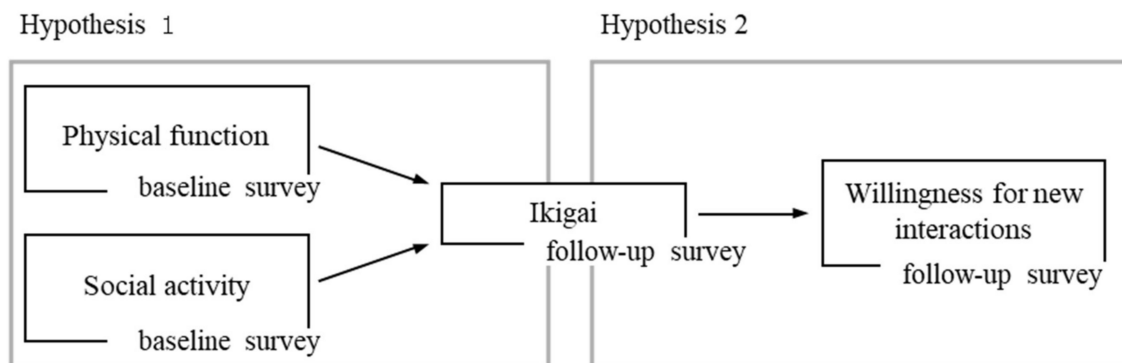 Hypothesis 1
Hypothesis 2
Physical function
baseline survey
Social activity
baseline survey
Ikigai
follow-up survey
Willingness for new
interactions
follow-up survey